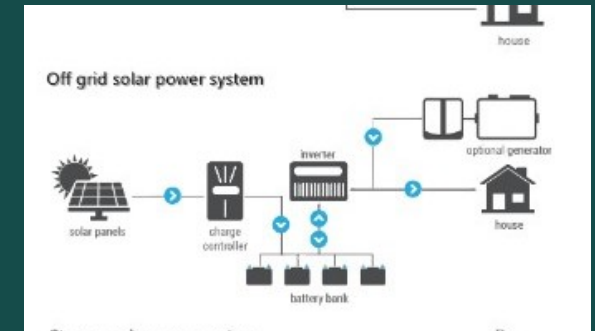 house
Off grid solar power system
inverter
optional generator
solar panels
charge
controller
house
battery bank